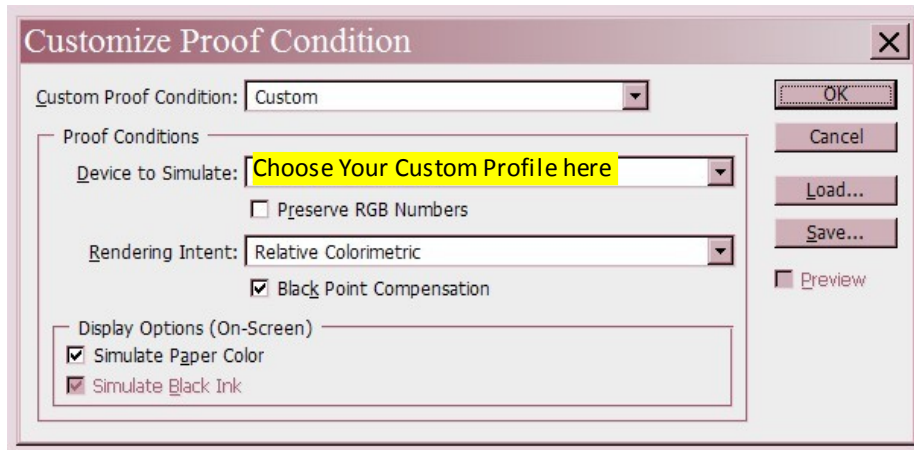 Customize Proof Condition
Custom Proof Condition: Custom
OK
Proof Conditions
Cancel
Device to Simulate: Choose Your Custom Profile here
Load...
Preserve RGB Numbers
Save...
Rendering Intent: Relative Colorimetric
Black Point Compensation
Preview
Display Options (On-Screen)
Simulate Paper Color
Simulate Black Ink